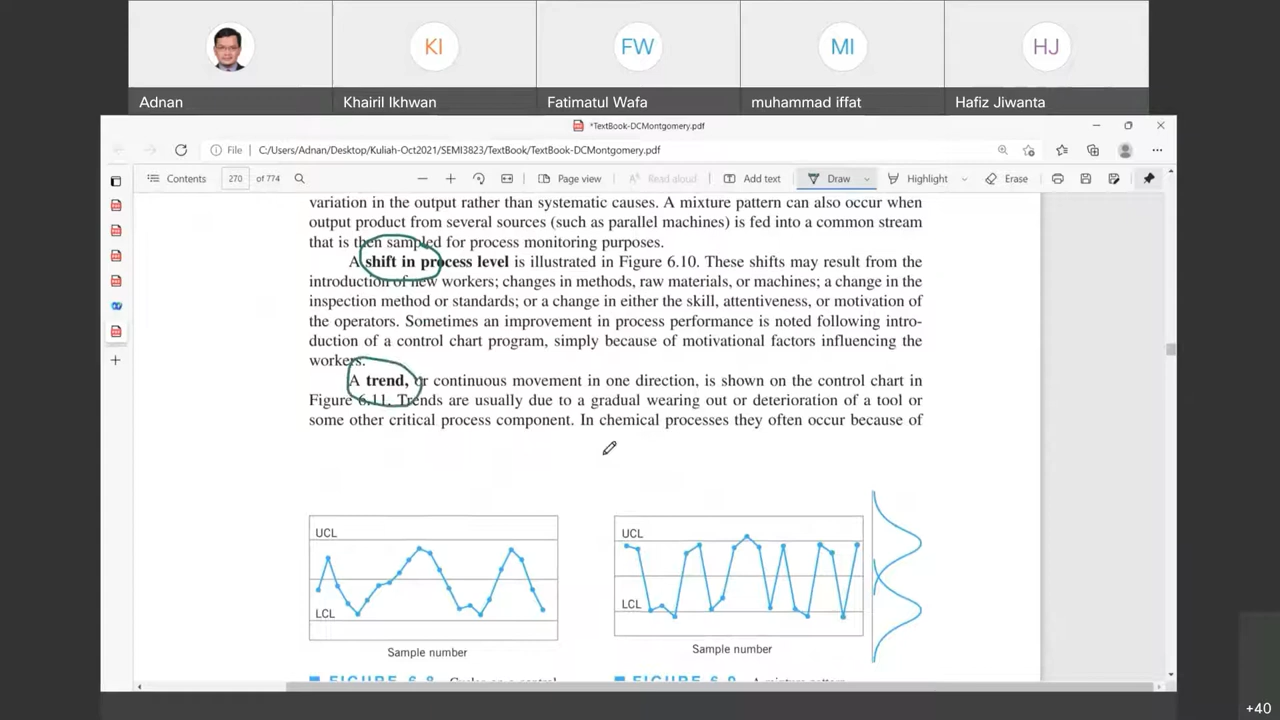 KI
FW
MI
HJ
Adnan
Khairil Ikhwan
Fatimatul Wafa
muhammad iffat
Hafiz Jiwanta
*TextBook-DCMontgomery.pdf
File C:/Users/Adnan/Desktop/Kuliah-Oct2021/SEMI3823/TextBook/TextBook-DCMontgomery.pdf
Contents 270 of 774 Page view Read aloud Add text Draw Highlight Erase
variation in the output rather than systematic causes. A mixture pattern can also occur when
output product from several sources (such as parallel machines) is fed into a common stream
that is then sampled for process monitoring purposes.
A shift in process level is illustrated in Figure 6.10. These shifts may result from the
introduction of new workers; changes in methods, raw materials, or machines; a change in the
inspection method or standards; or a change in either the skill, attentiveness, or motivation of
the operators. Sometimes an improvement in process performance is noted following intro-
duction of a control chart program, simply because of motivational factors influencing the
workers.
A trend, or continuous movement in one direction, is shown on the control chart in
Figure 6.11. Trends are usually due to a gradual wearing out or deterioration of a tool or
some other critical process component. In chemical processes they often occur because of
UCL
LCL
Sample number
UCL
LCL
Sample number
+40